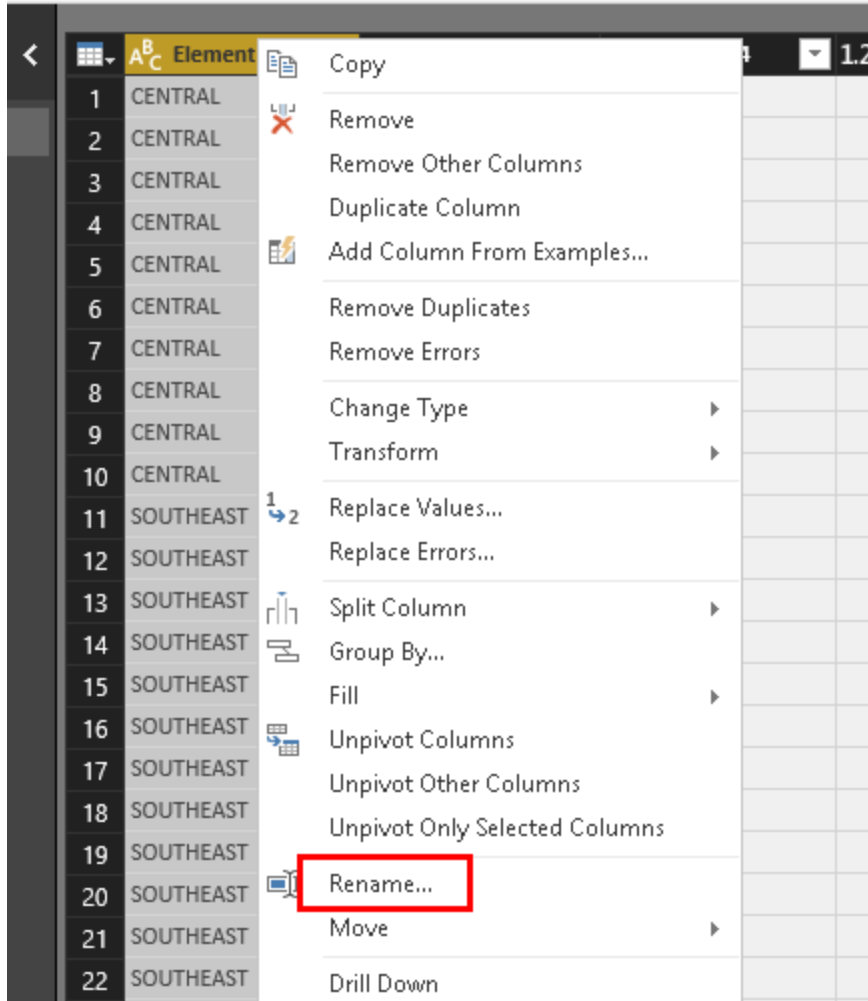 ABC Element
4
1.2
1 CENTRAL
2 CENTRAL
3 CENTRAL
4 CENTRAL
5 CENTRAL
6 CENTRAL
7 CENTRAL
8 CENTRAL
9 CENTRAL
10 CENTRAL
11 SOUTHEAST
12 SOUTHEAST
13 SOUTHEAST
14 SOUTHEAST
15 SOUTHEAST
16 SOUTHEAST
17 SOUTHEAST
18 SOUTHEAST
19 SOUTHEAST
20 SOUTHEAST
21 SOUTHEAST
22 SOUTHEAST
Copy
Remove
Remove Other Columns
Duplicate Column
Add Column From Examples...
Remove Duplicates
Remove Errors
Change Type
Transform
1 2 Replace Values...
Replace Errors...
Split Column
Group By...
Fill
Unpivot Columns
Unpivot Other Columns
Unpivot Only Selected Columns
Rename...
Move
Drill Down